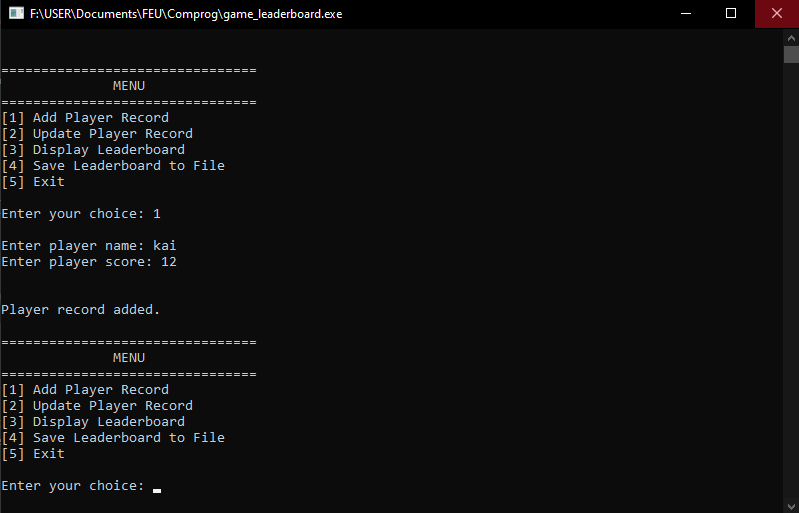 F:\USER\Documents\FEU\Comprog\game_leaderboard.exe
================================
MENU
================================
[1] Add Player Record
[2] Update Player Record
[3] Display Leaderboard
[4] Save Leaderboard to File
[5] Exit
Enter your choice: 1
Enter player name: kai
Enter player score: 12
Player record added.
================================
MENU
================================
[1] Add Player Record
[2] Update Player Record
[3] Display Leaderboard
[4] Save Leaderboard to File
[5] Exit
Enter your choice: